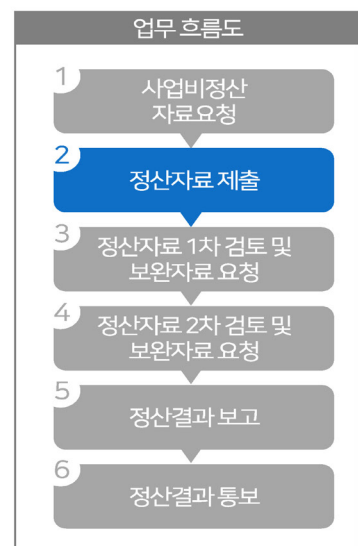 업무 흐름도
1
사업비정산
자료요청
2
정산자료 제출
3
정산자료 1차 검토 및
보완자료 요청
4
정산자료 2차 검토 및
보완자료 요청
5
정산결과 보고
6
정산결과 통보